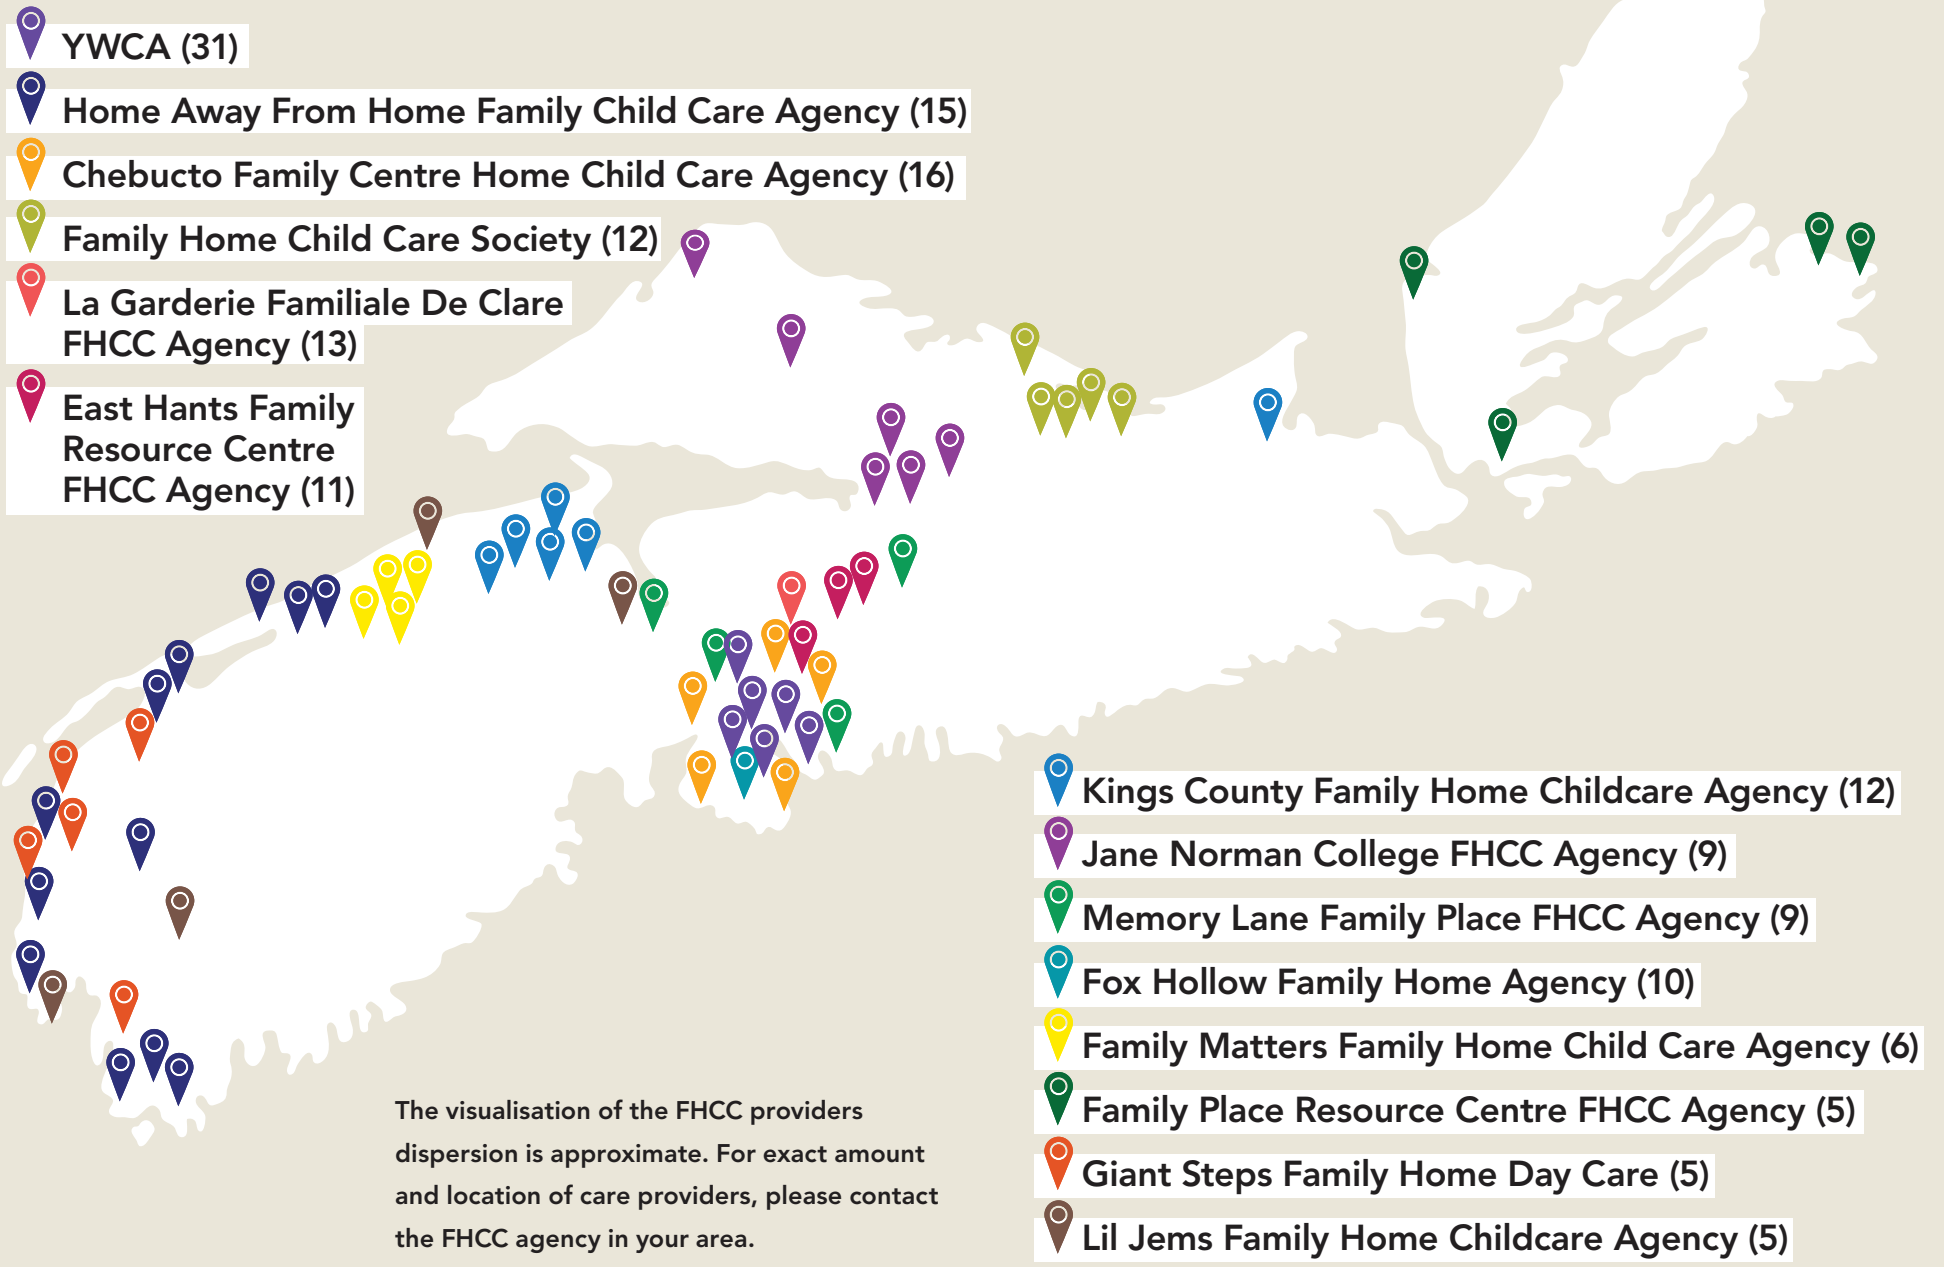 YWCA (31)
Home Away From Home Family Child Care Agency (15)
Chebucto Family Centre Home Child Care Agency (16)
Family Home Child Care Society (12)
La Garderie Familiale De Clare
FHCC Agency (13)
East Hants Family
Resource Centre
FHCC Agency (11)
Kings County Family Home Childcare Agency (12)
Jane Norman College FHCC Agency (9)
Memory Lane Family Place FHCC Agency (9)
Fox Hollow Family Home Agency (10)
Family Matters Family Home Child Care Agency (6)
Family Place Resource Centre FHCC Agency (5)
Giant Steps Family Home Day Care (5)
Lil Jems Family Home Childcare Agency (5)
The visualisation of the FHCC providers
dispersion is approximate. For exact amount
and location of care providers, please contact
the FHCC agency in your area.